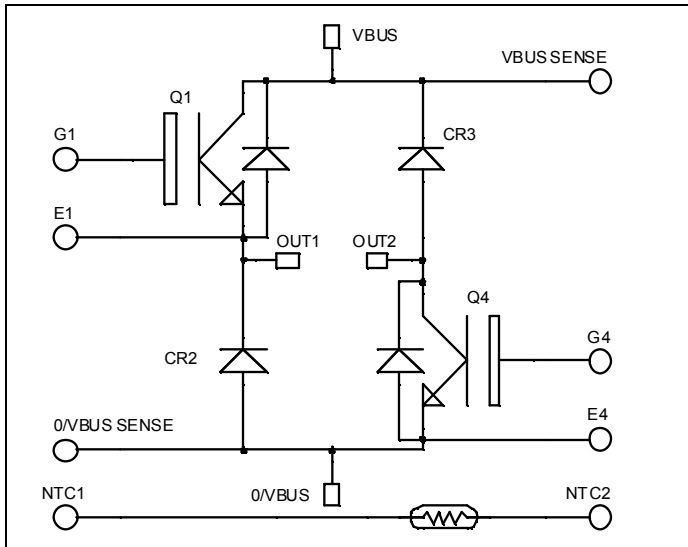 VBUS
VBUS SENSE
Q1
G1
CR3
E1
OUT1
OUT2
Q4
G4
CR2
E4
0/VBUS SENSE
0/VBUS
NTC1
NTC2